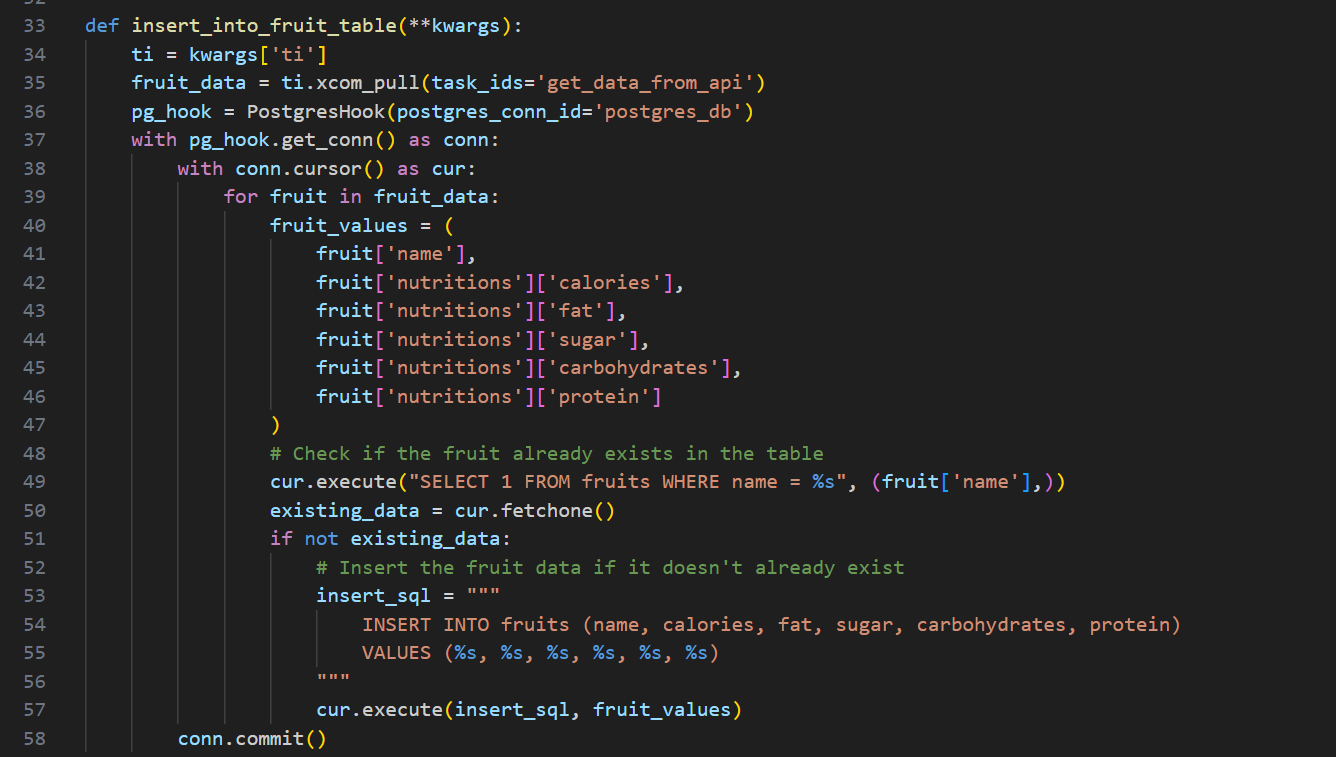 33 def insert_into_fruit_table(**kwargs):
34     ti = kwargs['ti']
35     fruit_data = ti.xcom_pull(task_ids='get_data_from_api')
36     pg_hook = PostgresHook(postgres_conn_id='postgres_db')
37     with pg_hook.get_conn() as conn:
38         with conn.cursor() as cur:
39             for fruit in fruit_data:
40                 fruit_values = (
41                     fruit['name'],
42                     fruit['nutritions']['calories'],
43                     fruit['nutritions']['fat'],
44                     fruit['nutritions']['sugar'],
45                     fruit['nutritions']['carbohydrates'],
46                     fruit['nutritions']['protein']
47                 )
48                 # Check if the fruit already exists in the table
49                 cur.execute("SELECT 1 FROM fruits WHERE name = %s", (fruit['name'],))
50                 existing_data = cur.fetchone()
51                 if not existing_data:
52                     # Insert the fruit data if it doesn't already exist
53                     insert_sql = """
54                         INSERT INTO fruits (name, calories, fat, sugar, carbohydrates, protein)
55                         VALUES (%s, %s, %s, %s, %s, %s)
56                     """
57                     cur.execute(insert_sql, fruit_values)
58         conn.commit()